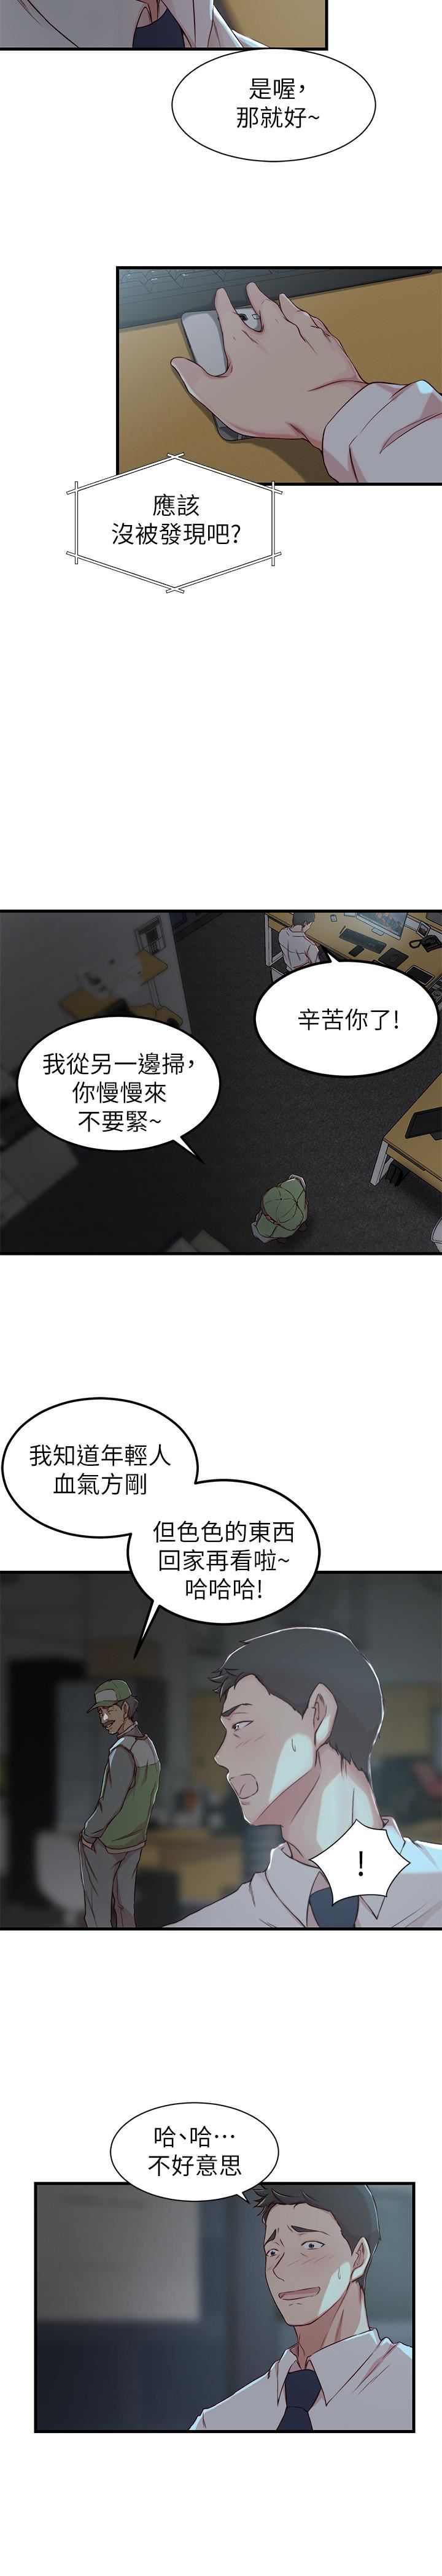 是喔，
那就好~
應該
沒被發現吧?
辛苦你了!
我從另一邊掃，
你慢慢來
不要緊~
我知道年輕人
血氣方剛
但色色的東西
回家再看啦~
哈哈哈!
!
哈、哈…
不好意思